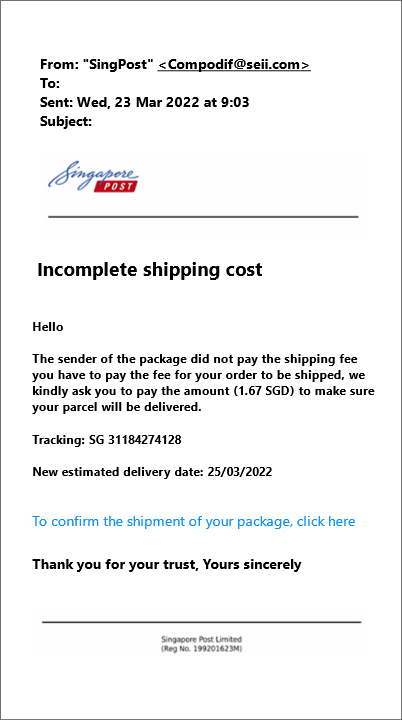 From: "SingPost" <Compodif@seii.com>
To:
Sent: Wed, 23 Mar 2022 at 9:03
Subject:
Singapore
POST
Incomplete shipping cost
Hello
The sender of the package did not pay the shipping fee
you have to pay the fee for your order to be shipped, we
kindly ask you to pay the amount (1.67 SGD) to make sure
your parcel will be delivered.
Tracking: SG 31184274128
New estimated delivery date: 25/03/2022
To confirm the shipment of your package, click here
Thank you for your trust, Yours sincerely
Singapore Post Limited
(Reg No. 199201623M)